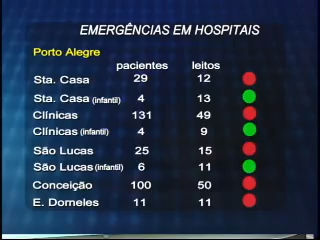 EMERGÊNCIAS EM HOSPITAIS
Porto Alegre
pacientes leitos
Sta. Casa 29 12
Sta. Casa (infantil) 4 13
Clínicas 131 49
Clínicas (infantil) 4 9
São Lucas 25 15
São Lucas (infantil) 6 11
Conceição 100 50
E. Dorneles 11 11